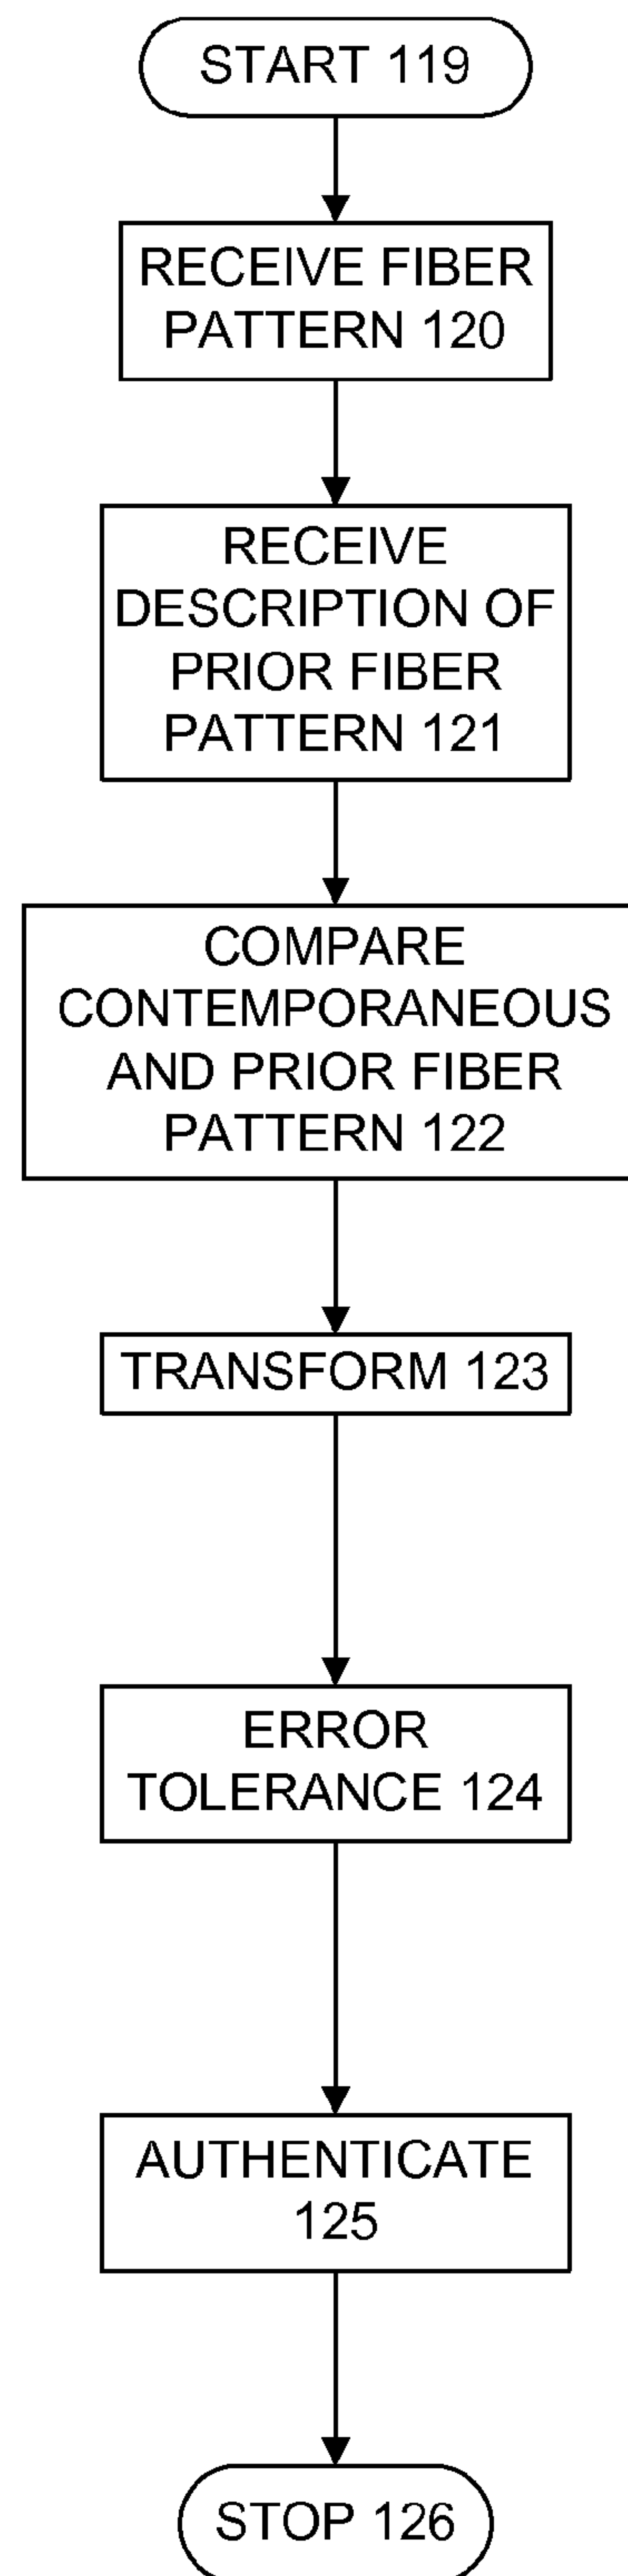 START 119
RECEIVE FIBER
PATTERN 120
RECEIVE
DESCRIPTION OF
PRIOR FIBER
PATTERN 121
COMPARE
CONTEMPORANEOUS
AND PRIOR FIBER
PATTERN 122
TRANSFORM 123
ERROR
TOLERANCE 124
AUTHENTICATE
125
STOP 126